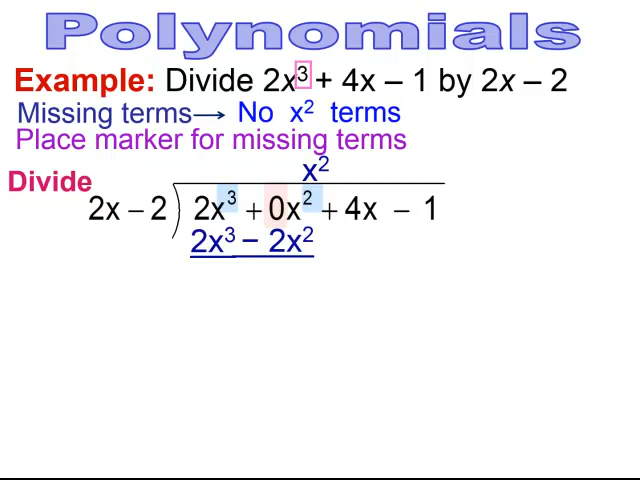 Polynomials
Example: Divide 2x³ + 4x – 1 by 2x – 2
Missing terms → No x² terms
Place marker for missing terms
x²
Divide
2x – 2 ) 2x³ + 0x² + 4x – 1
2x³ – 2x²